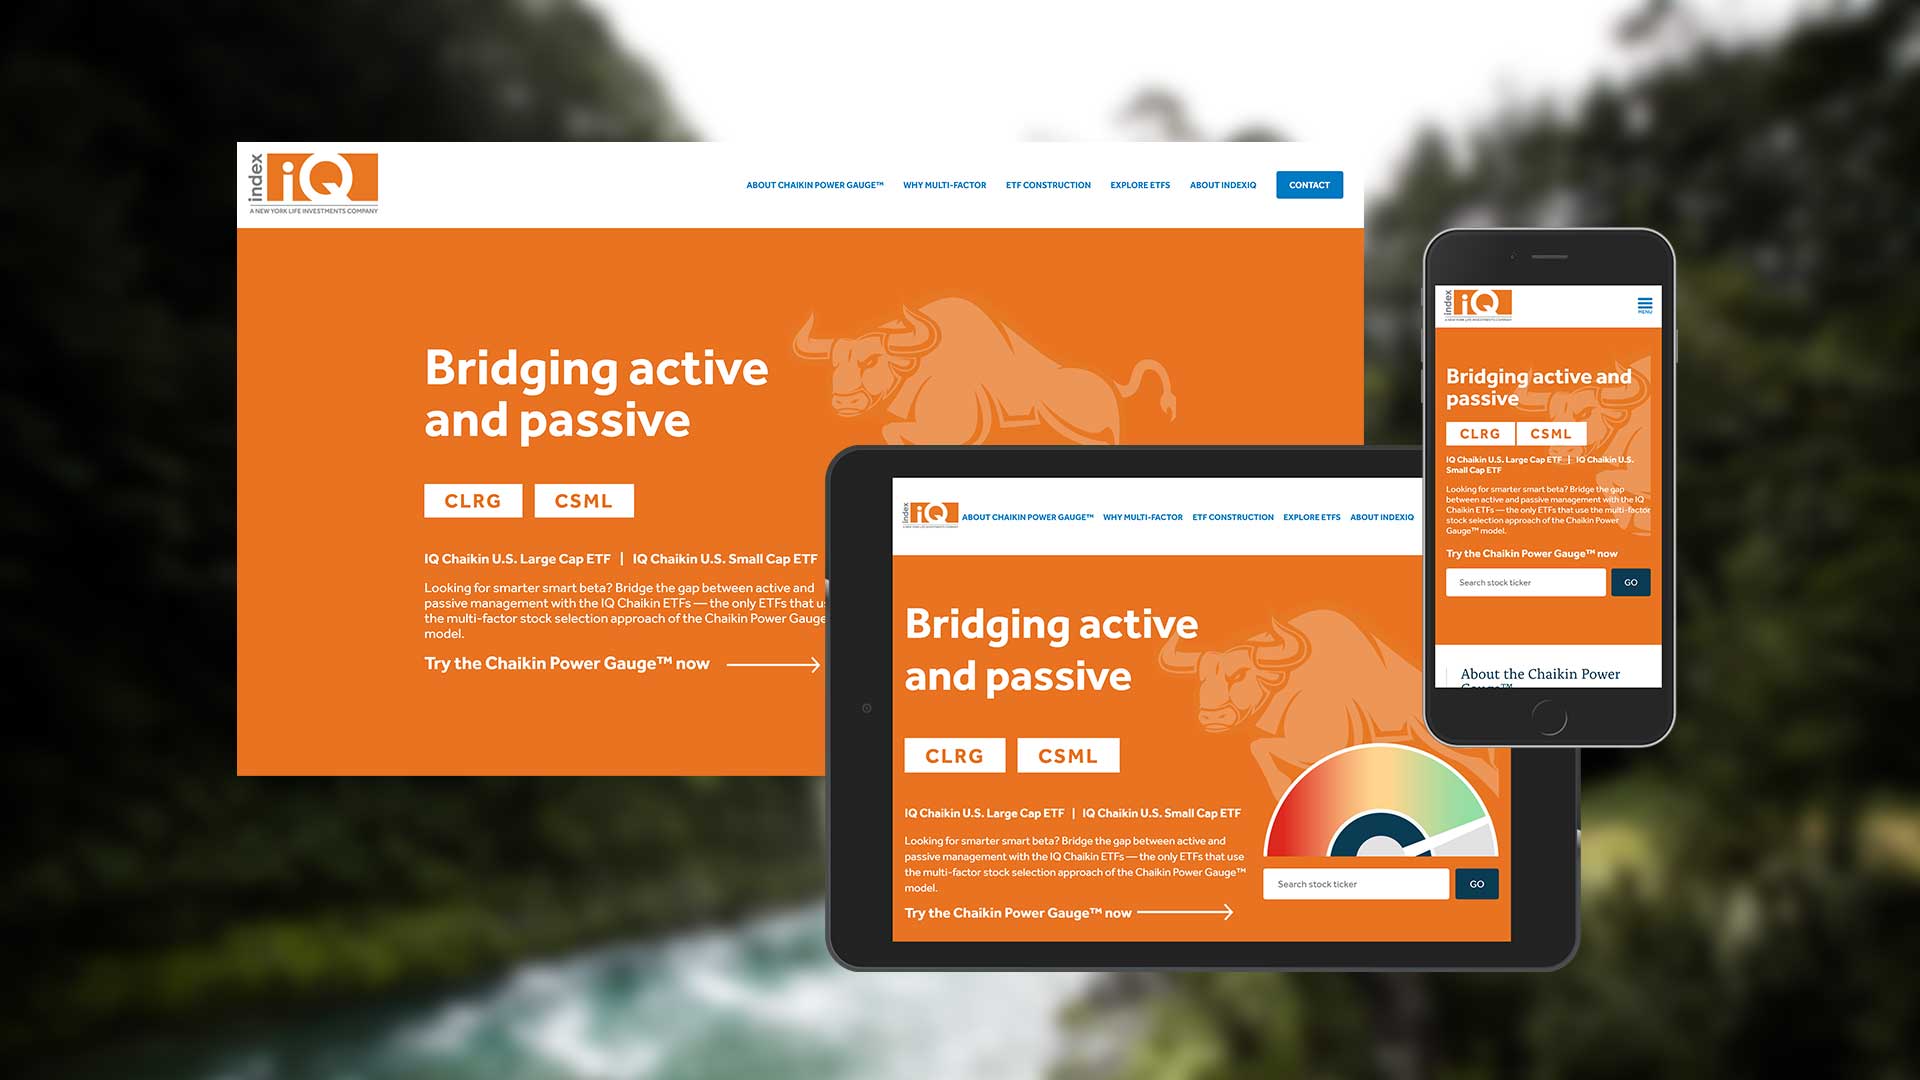 index
iQ
A NEW YORK LIFE INVESTMENTS COMPANY
ABOUT CHAIKIN POWER GAUGE™ WHY MULTI-FACTOR ETF CONSTRUCTION EXPLORE ETFS ABOUT INDEXIQ CONTACT
Bridging active
and passive
CLRG CSML
IQ Chaikin U.S. Large Cap ETF | IQ Chaikin U.S. Small Cap ETF
Looking for smarter smart beta? Bridge the gap between active and
passive management with the IQ Chaikin ETFs — the only ETFs that
the multi-factor stock selection approach of the Chaikin Power Gauge
model.
Try the Chaikin Power Gauge™ now
index
iQ
ABOUT CHAIKIN POWER GAUGE™ WHY MULTI-FACTOR ETF CONSTRUCTION EXPLORE ETFS ABOUT INDEXIQ
Bridging active
and passive
CLRG CSML
IQ Chaikin U.S. Large Cap ETF | IQ Chaikin U.S. Small Cap ETF
Looking for smarter smart beta? Bridge the gap between active and
passive management with the IQ Chaikin ETFs — the only ETFs that use
the multi-factor stock selection approach of the Chaikin Power Gauge™
model.
Try the Chaikin Power Gauge™ now
Search stock ticker GO
index
iQ
A NEW YORK LIFE INVESTMENTS COMPANY
MENU
Bridging active and
passive
CLRG CSML
IQ Chaikin U.S. Large Cap ETF | IQ Chaikin U.S.
Small Cap ETF
Looking for smarter smart beta? Bridge the gap
between active and passive management with the IQ
Chaikin ETFs — the only ETFs that use the multi-factor
stock selection approach of the Chaikin Power
Gauge™ model.
Try the Chaikin Power Gauge™ now
Search stock ticker GO
About the Chaikin Power